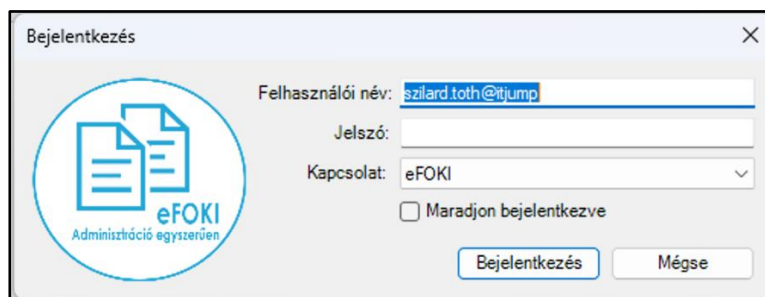 Bejelentkezés
Felhasználói név: szilard.toth@itjump
Jelszó:
Kapcsolat: eFOKI
Maradjon bejelentkezve
Bejelentkezés Mégse
eFOKI
Adminisztráció egyszerűen